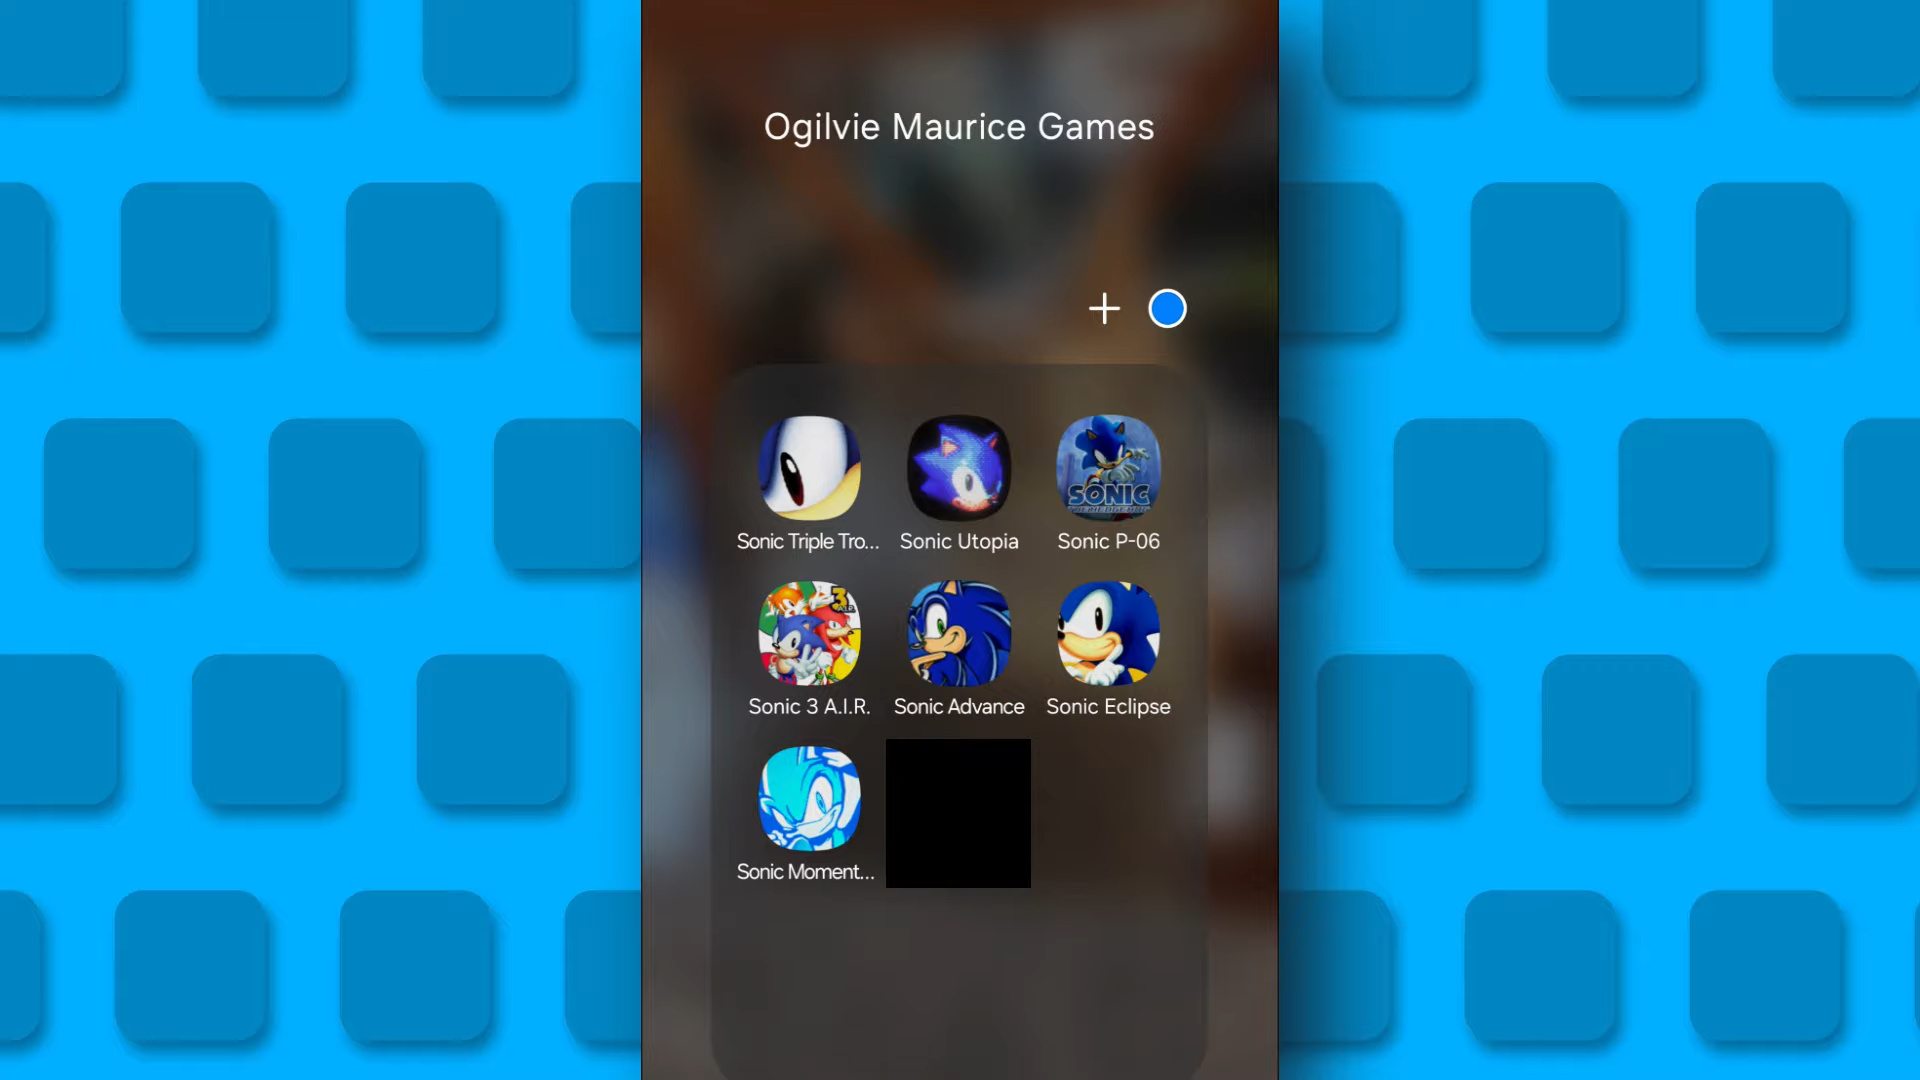 Ogilvie Maurice Games
SONIC
Sonic Triple Tro...
Sonic Utopia
Sonic P-06
3
A.I.R.
Sonic 3 A.I.R.
Sonic Advance
Sonic Eclipse
Sonic Moment...